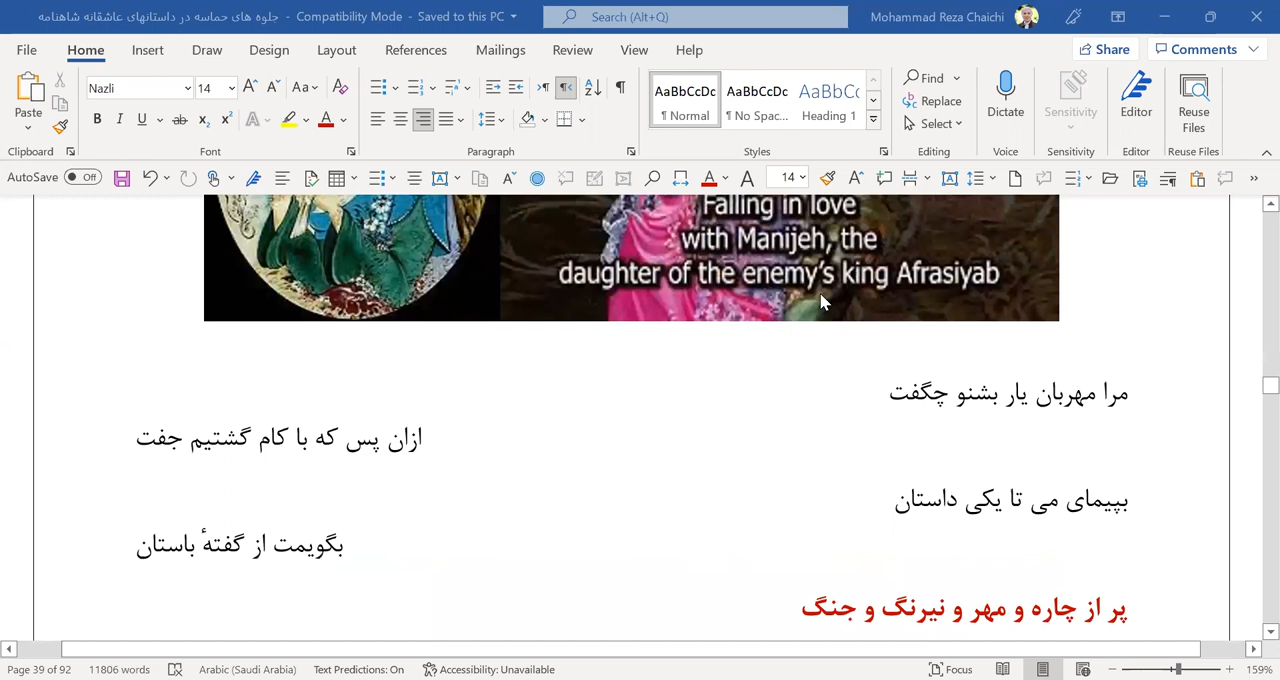 جلوه های حماسه در داستانهای عاشقانه شاهنامه - Compatibility Mode - Saved to this PC
Search (Alt+Q)
Mohammad Reza Chaichi
File Home Insert Draw Design Layout References Mailings Review View Help
Share Comments
Paste
Nazli 14
Find
Replace
Select
AaBbCcDc AaBbCcDc AaBbCc
¶ Normal ¶ No Spac... Heading 1
Dictate Sensitivity Editor Reuse Files
Clipboard Font Paragraph Styles Editing Voice Sensitivity Editor Reuse Files
AutoSave Off 14
Falling in love
with Manijeh, the
daughter of the enemy's king Afrasiyab
مرا مهربان یار بشنو چگفت
ازان پس که با کام گشتیم جفت
بپیمای می تا یکی داستان
بگویمت از گفتهٔ باستان
پر از چاره و مهر و نیرنگ و جنگ
Page 39 of 92 11806 words Arabic (Saudi Arabia) Text Predictions: On Accessibility: Unavailable Focus 159%